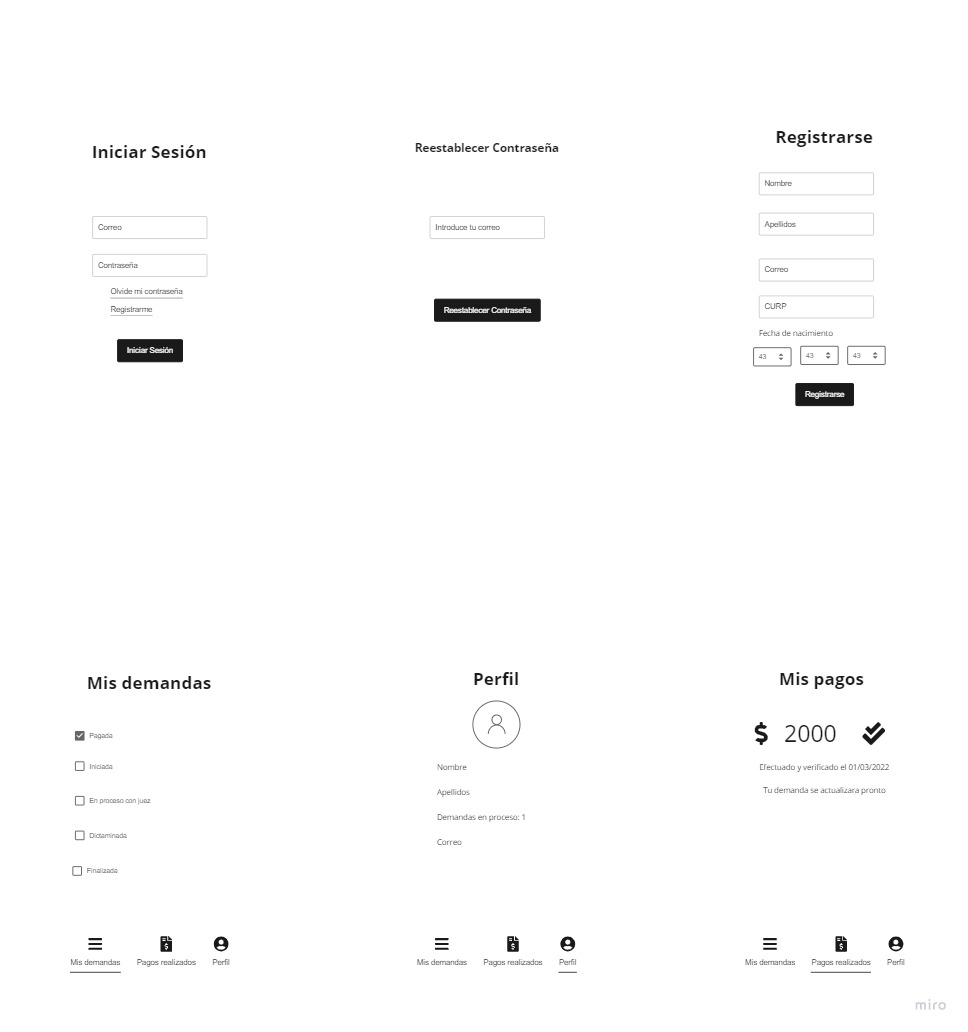 Iniciar Sesión
Correo
Contraseña
Olvide mi contraseña
Registrarme
Iniciar Sesión
Reestablecer Contraseña
Introduce tu correo
Reestablecer Contraseña
Registrarse
Nombre
Apellidos
Correo
CURP
Fecha de nacimiento
43 43 43
Registrarse
Mis demandas
Pagada
Iniciada
En proceso con juez
Dictaminada
Finalizada
Mis demandas Pagos realizados Perfil
Perfil
Nombre
Apellidos
Demandas en proceso: 1
Correo
Mis demandas Pagos realizados Perfil
Mis pagos
$ 2000
Efectuado y verificado el 01/03/2022
Tu demanda se actualizara pronto
Mis demandas Pagos realizados Perfil
miro